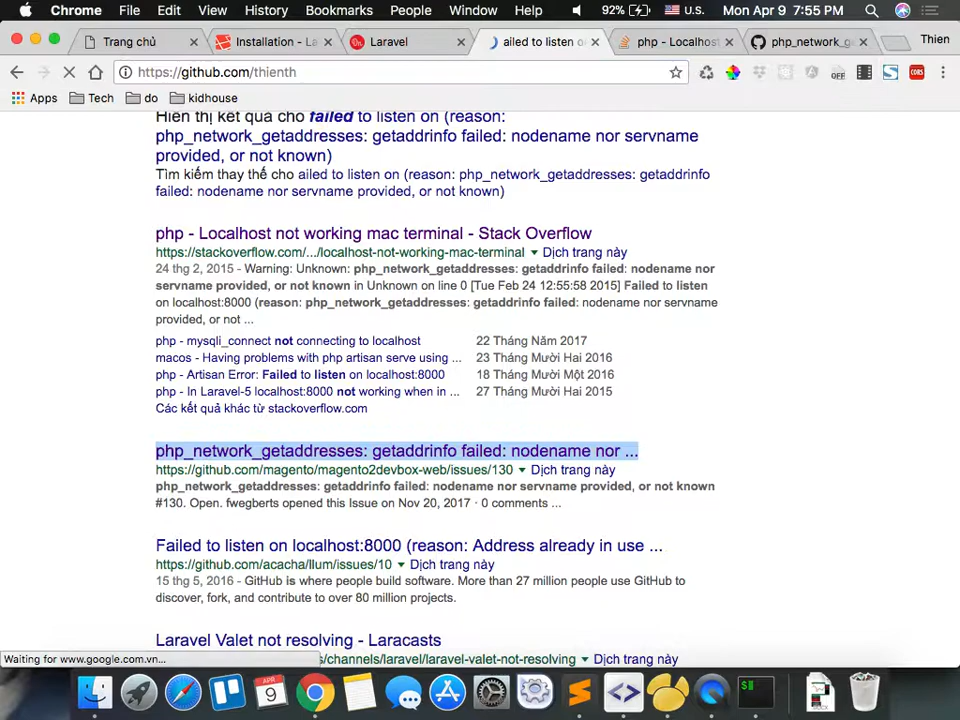 Chrome File Edit View History Bookmarks People Window Help 92% U.S. Mon Apr 9 7:55 PM
Trang chủ Installation - La Laravel ailed to listen o php - Localhost php_network_g Thien
https://github.com/thienth OFF CORS
Apps Tech do kidhouse
Hiển thị kết quả cho failed to listen on (reason:
php_network_getaddresses: getaddrinfo failed: nodename nor servname
provided, or not known)
Tìm kiếm thay thế cho ailed to listen on (reason: php_network_getaddresses: getaddrinfo
failed: nodename nor servname provided, or not known)
php - Localhost not working mac terminal - Stack Overflow
https://stackoverflow.com/.../localhost-not-working-mac-terminal Dịch trang này
24 thg 2, 2015 - Warning: Unknown: php_network_getaddresses: getaddrinfo failed: nodename nor
servname provided, or not known in Unknown on line 0 [Tue Feb 24 12:55:58 2015] Failed to listen
on localhost:8000 (reason: php_network_getaddresses: getaddrinfo failed: nodename nor servname
provided, or not ...
php - mysqli_connect not connecting to localhost 22 Tháng Năm 2017
macos - Having problems with php artisan serve using ... 23 Tháng Mười Hai 2016
php - Artisan Error: Failed to listen on localhost:8000 18 Tháng Mười Một 2016
php - In Laravel-5 localhost:8000 not working when in ... 27 Tháng Mười Hai 2015
Các kết quả khác từ stackoverflow.com
php_network_getaddresses: getaddrinfo failed: nodename nor ...
https://github.com/magento/magento2devbox-web/issues/130 Dịch trang này
php_network_getaddresses: getaddrinfo failed: nodename nor servname provided, or not known
#130. Open. fwegberts opened this Issue on Nov 20, 2017 · 0 comments ...
Failed to listen on localhost:8000 (reason: Address already in use ...
https://github.com/acacha/llum/issues/10 Dịch trang này
15 thg 5, 2016 - GitHub is where people build software. More than 27 million people use GitHub to
discover, fork, and contribute to over 80 million projects.
Laravel Valet not resolving - Laracasts
Waiting for www.google.com.vn... s/channels/laravel/laravel-valet-not-resolving Dịch trang này
APR
9